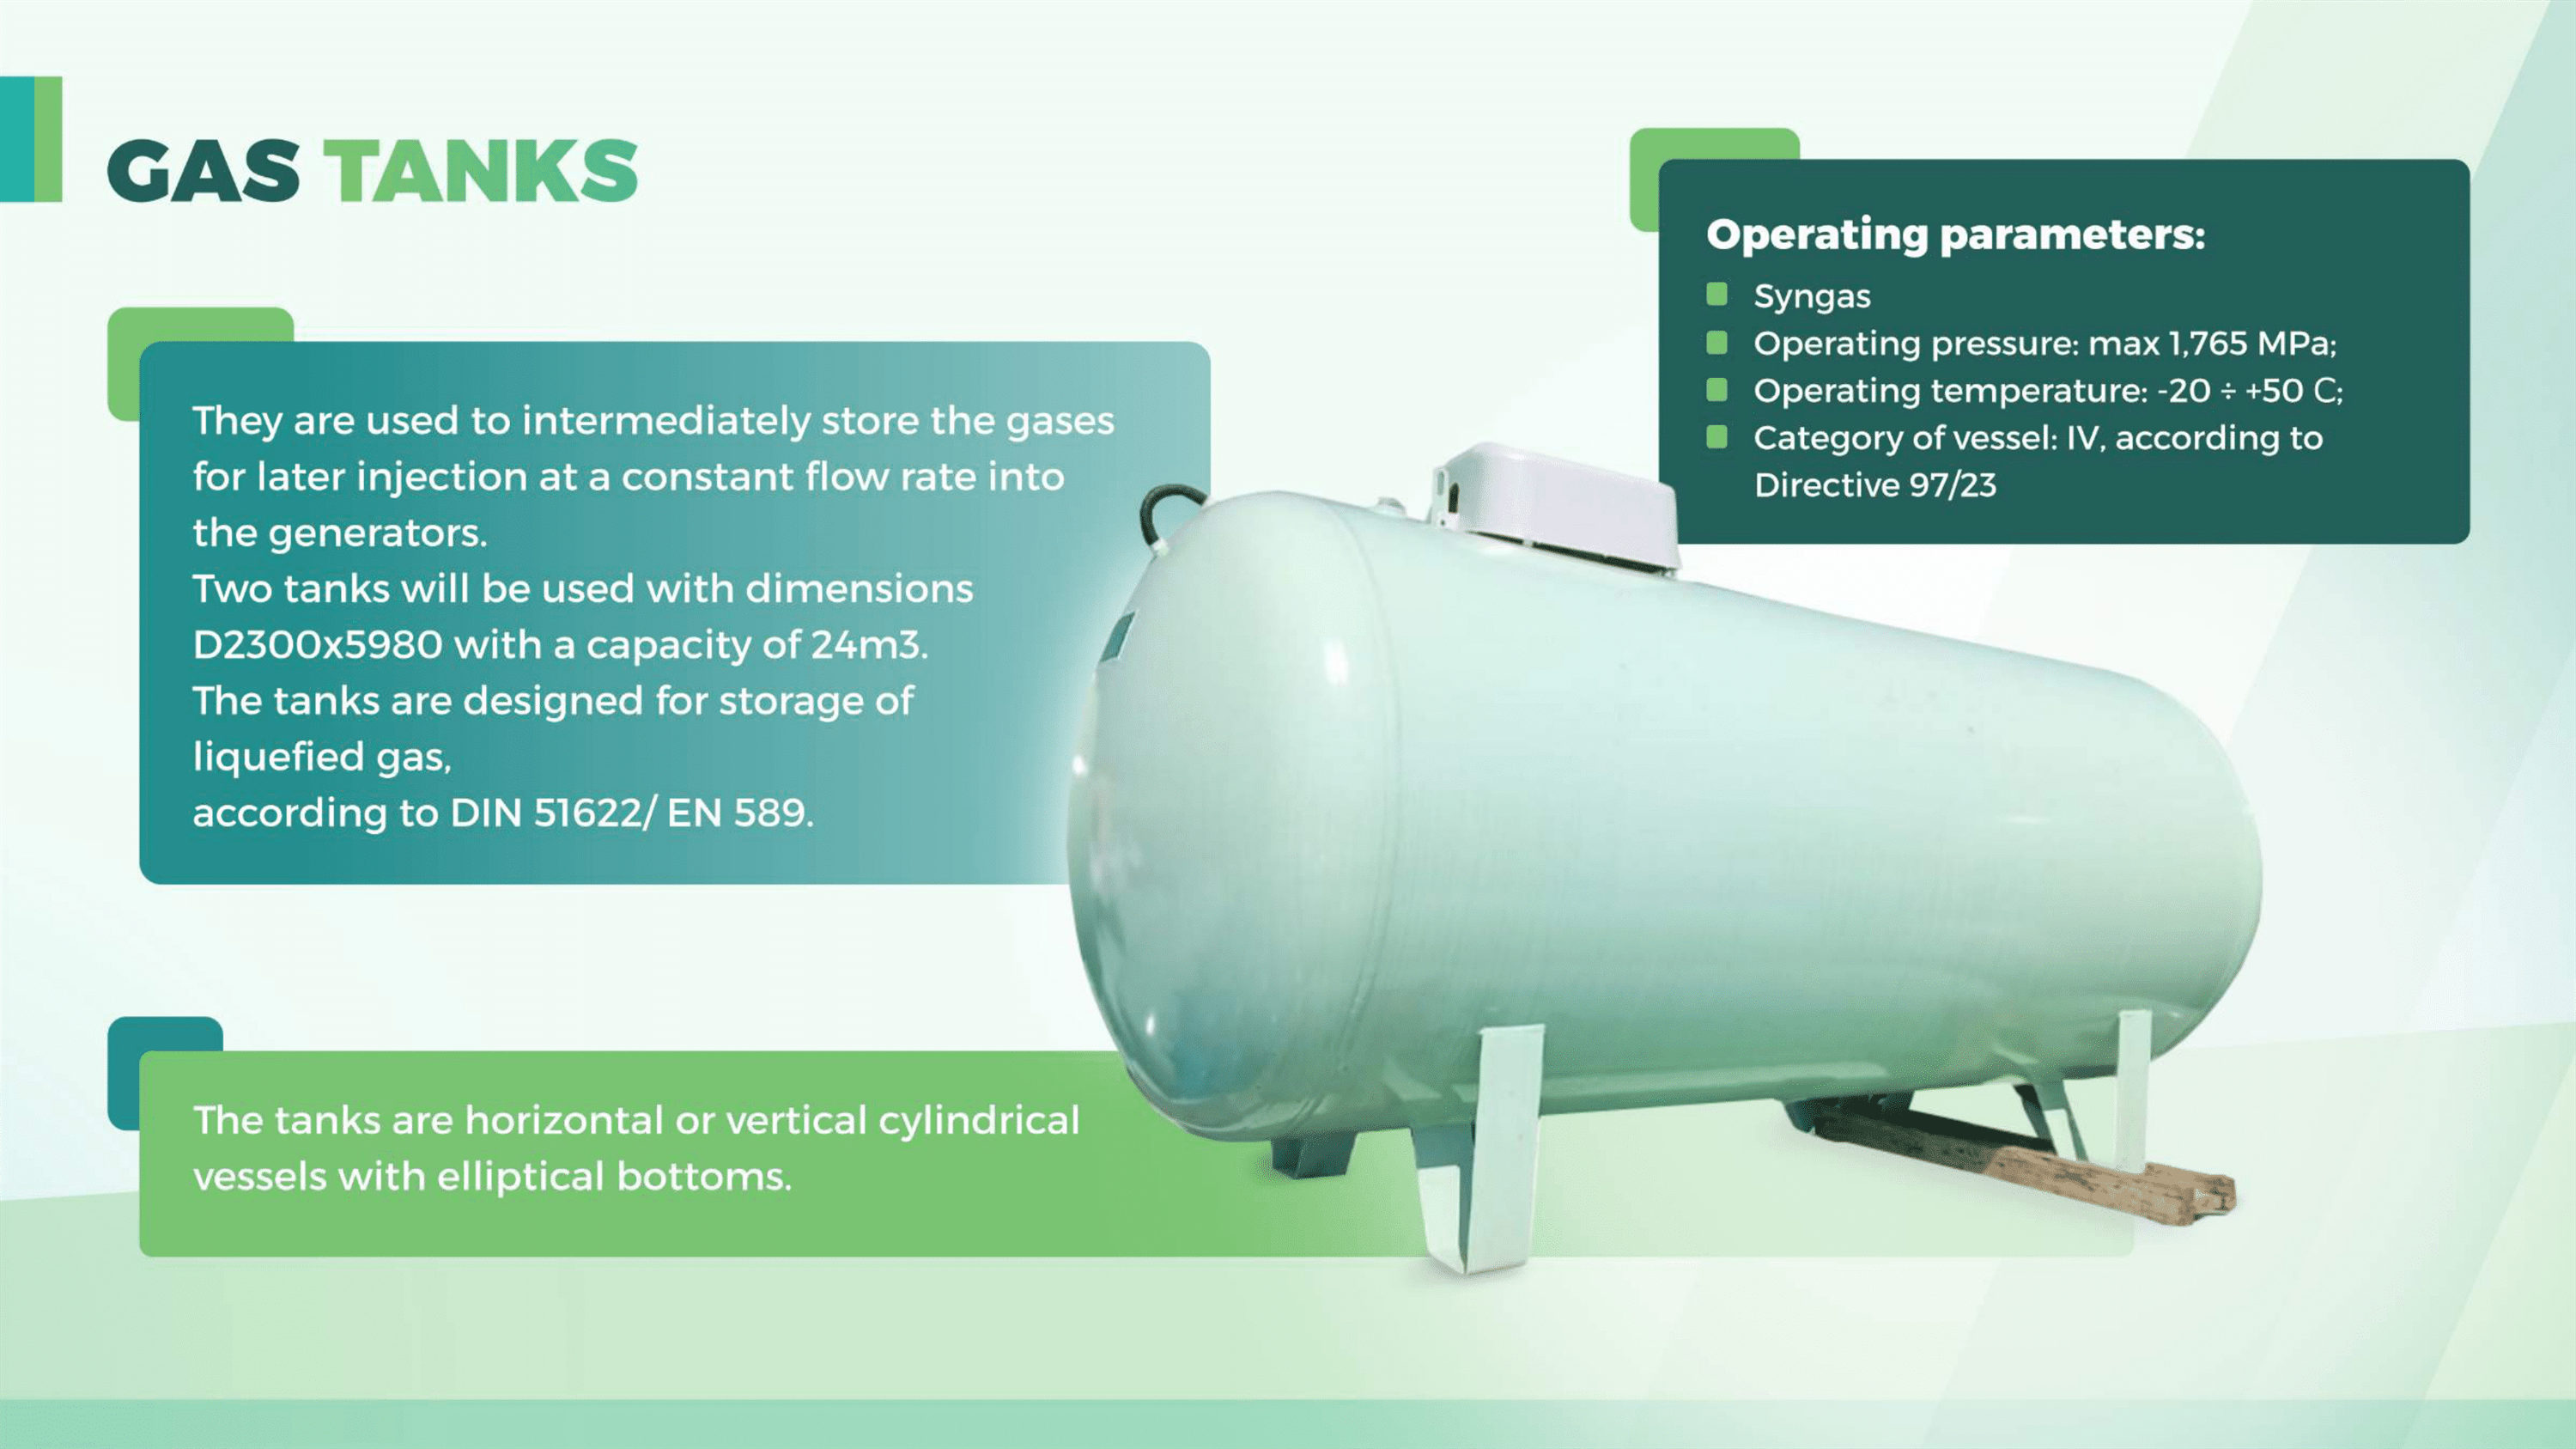 GAS TANKS
They are used to intermediately store the gases
for later injection at a constant flow rate into
the generators.
Two tanks will be used with dimensions
D2300x5980 with a capacity of 24m3.
The tanks are designed for storage of
liquefied gas,
according to DIN 51622/ EN 589.
The tanks are horizontal or vertical cylindrical
vessels with elliptical bottoms.
Operating parameters:
Syngas
Operating pressure: max 1,765 MPa;
Operating temperature: -20 ÷ +50 C;
Category of vessel: IV, according to
Directive 97/23